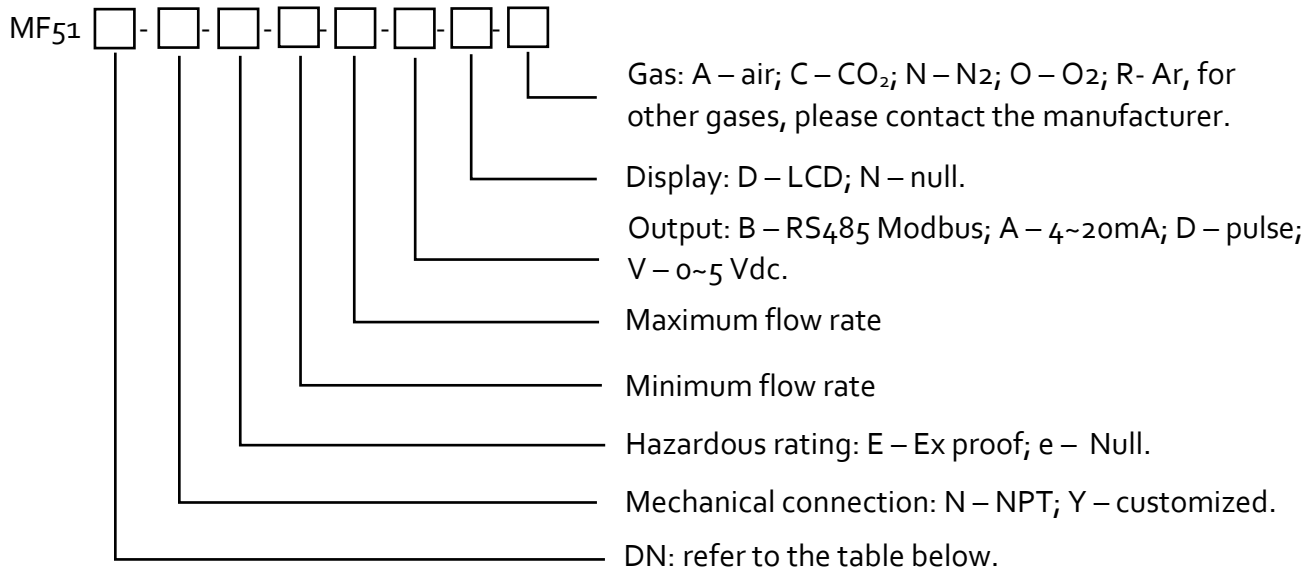 MF51 - - - - - - -
Gas: A – air; C – CO₂; N – N2; O – O2; R- Ar, for
other gases, please contact the manufacturer.
Display: D – LCD; N – null.
Output: B – RS485 Modbus; A – 4~20mA; D – pulse;
V – 0~5 Vdc.
Maximum flow rate
Minimum flow rate
Hazardous rating: E – Ex proof; e – Null.
Mechanical connection: N – NPT; Y – customized.
DN: refer to the table below.